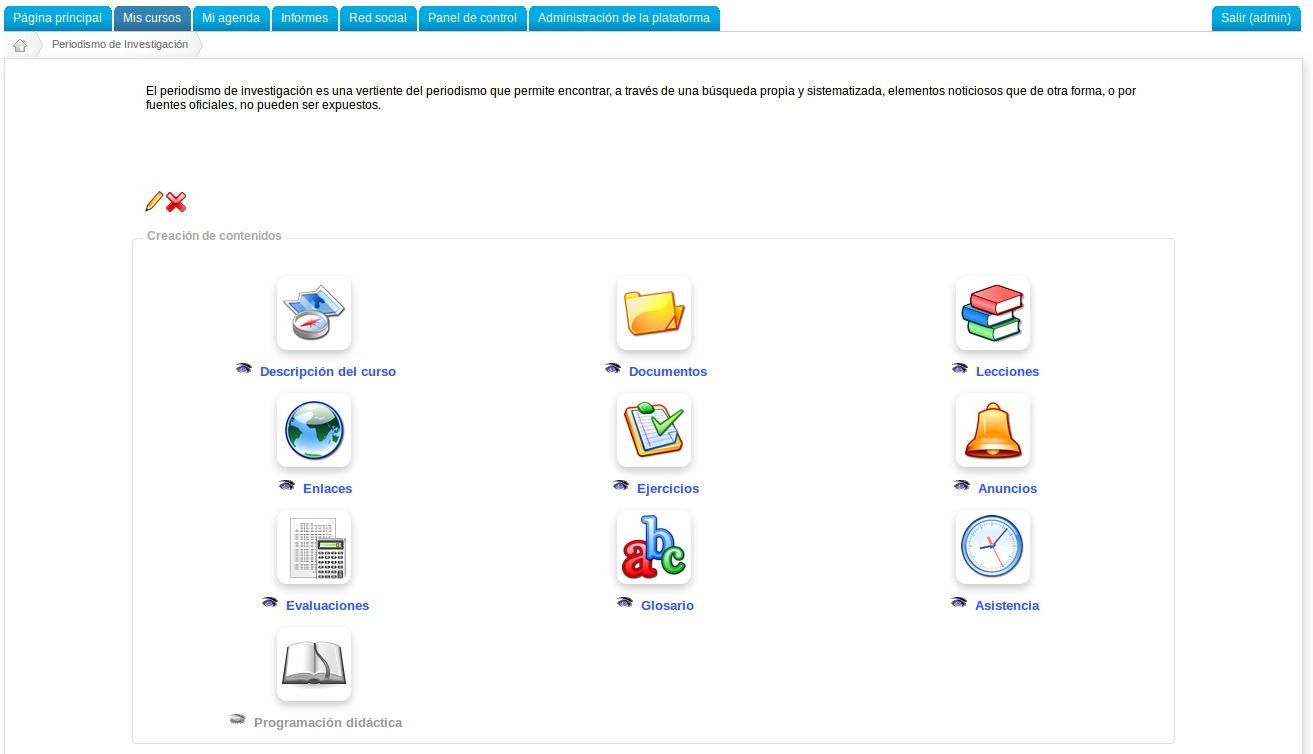 Página principal Mis cursos Mi agenda Informes Red social Panel de control Administración de la plataforma Salir (admin)
Periodismo de Investigación
El periodismo de investigación es una vertiente del periodismo que permite encontrar, a través de una búsqueda propia y sistematizada, elementos noticiosos que de otra forma, o por
fuentes oficiales, no pueden ser expuestos.
Creación de contenidos
Descripción del curso Documentos Lecciones
Enlaces Ejercicios Anuncios
abc
Evaluaciones Glosario Asistencia
Programación didáctica